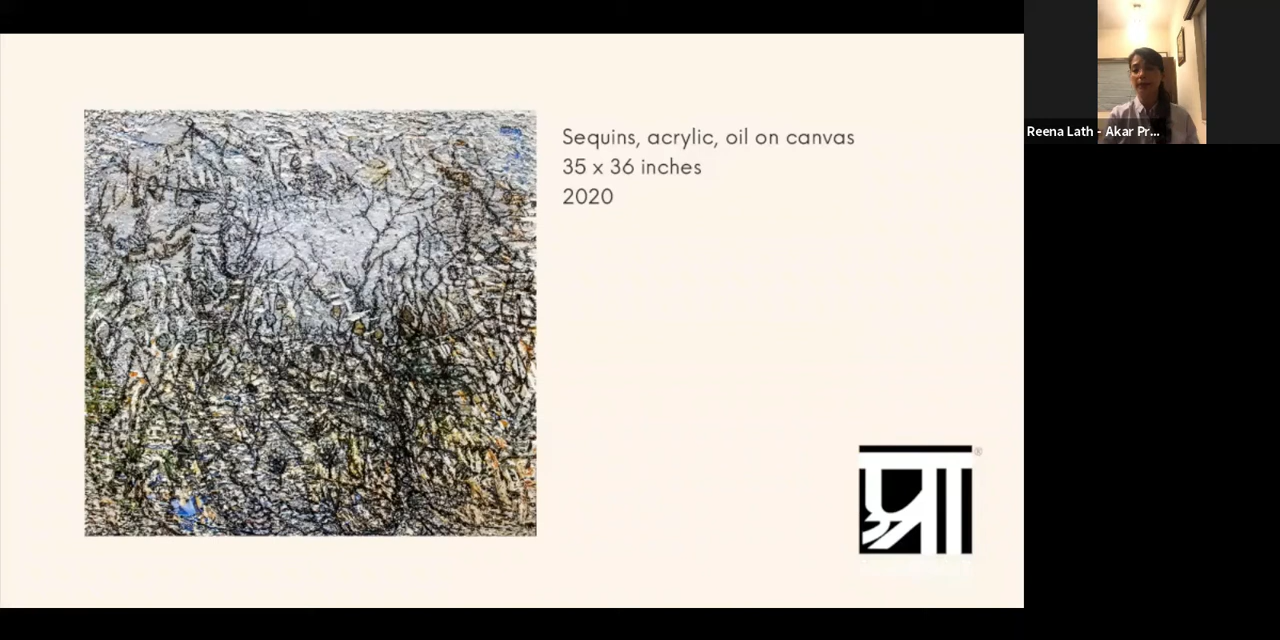 Sequins, acrylic, oil on canvas
35 x 36 inches
2020
Reena Lath - Akar Pr...
प्रा
®